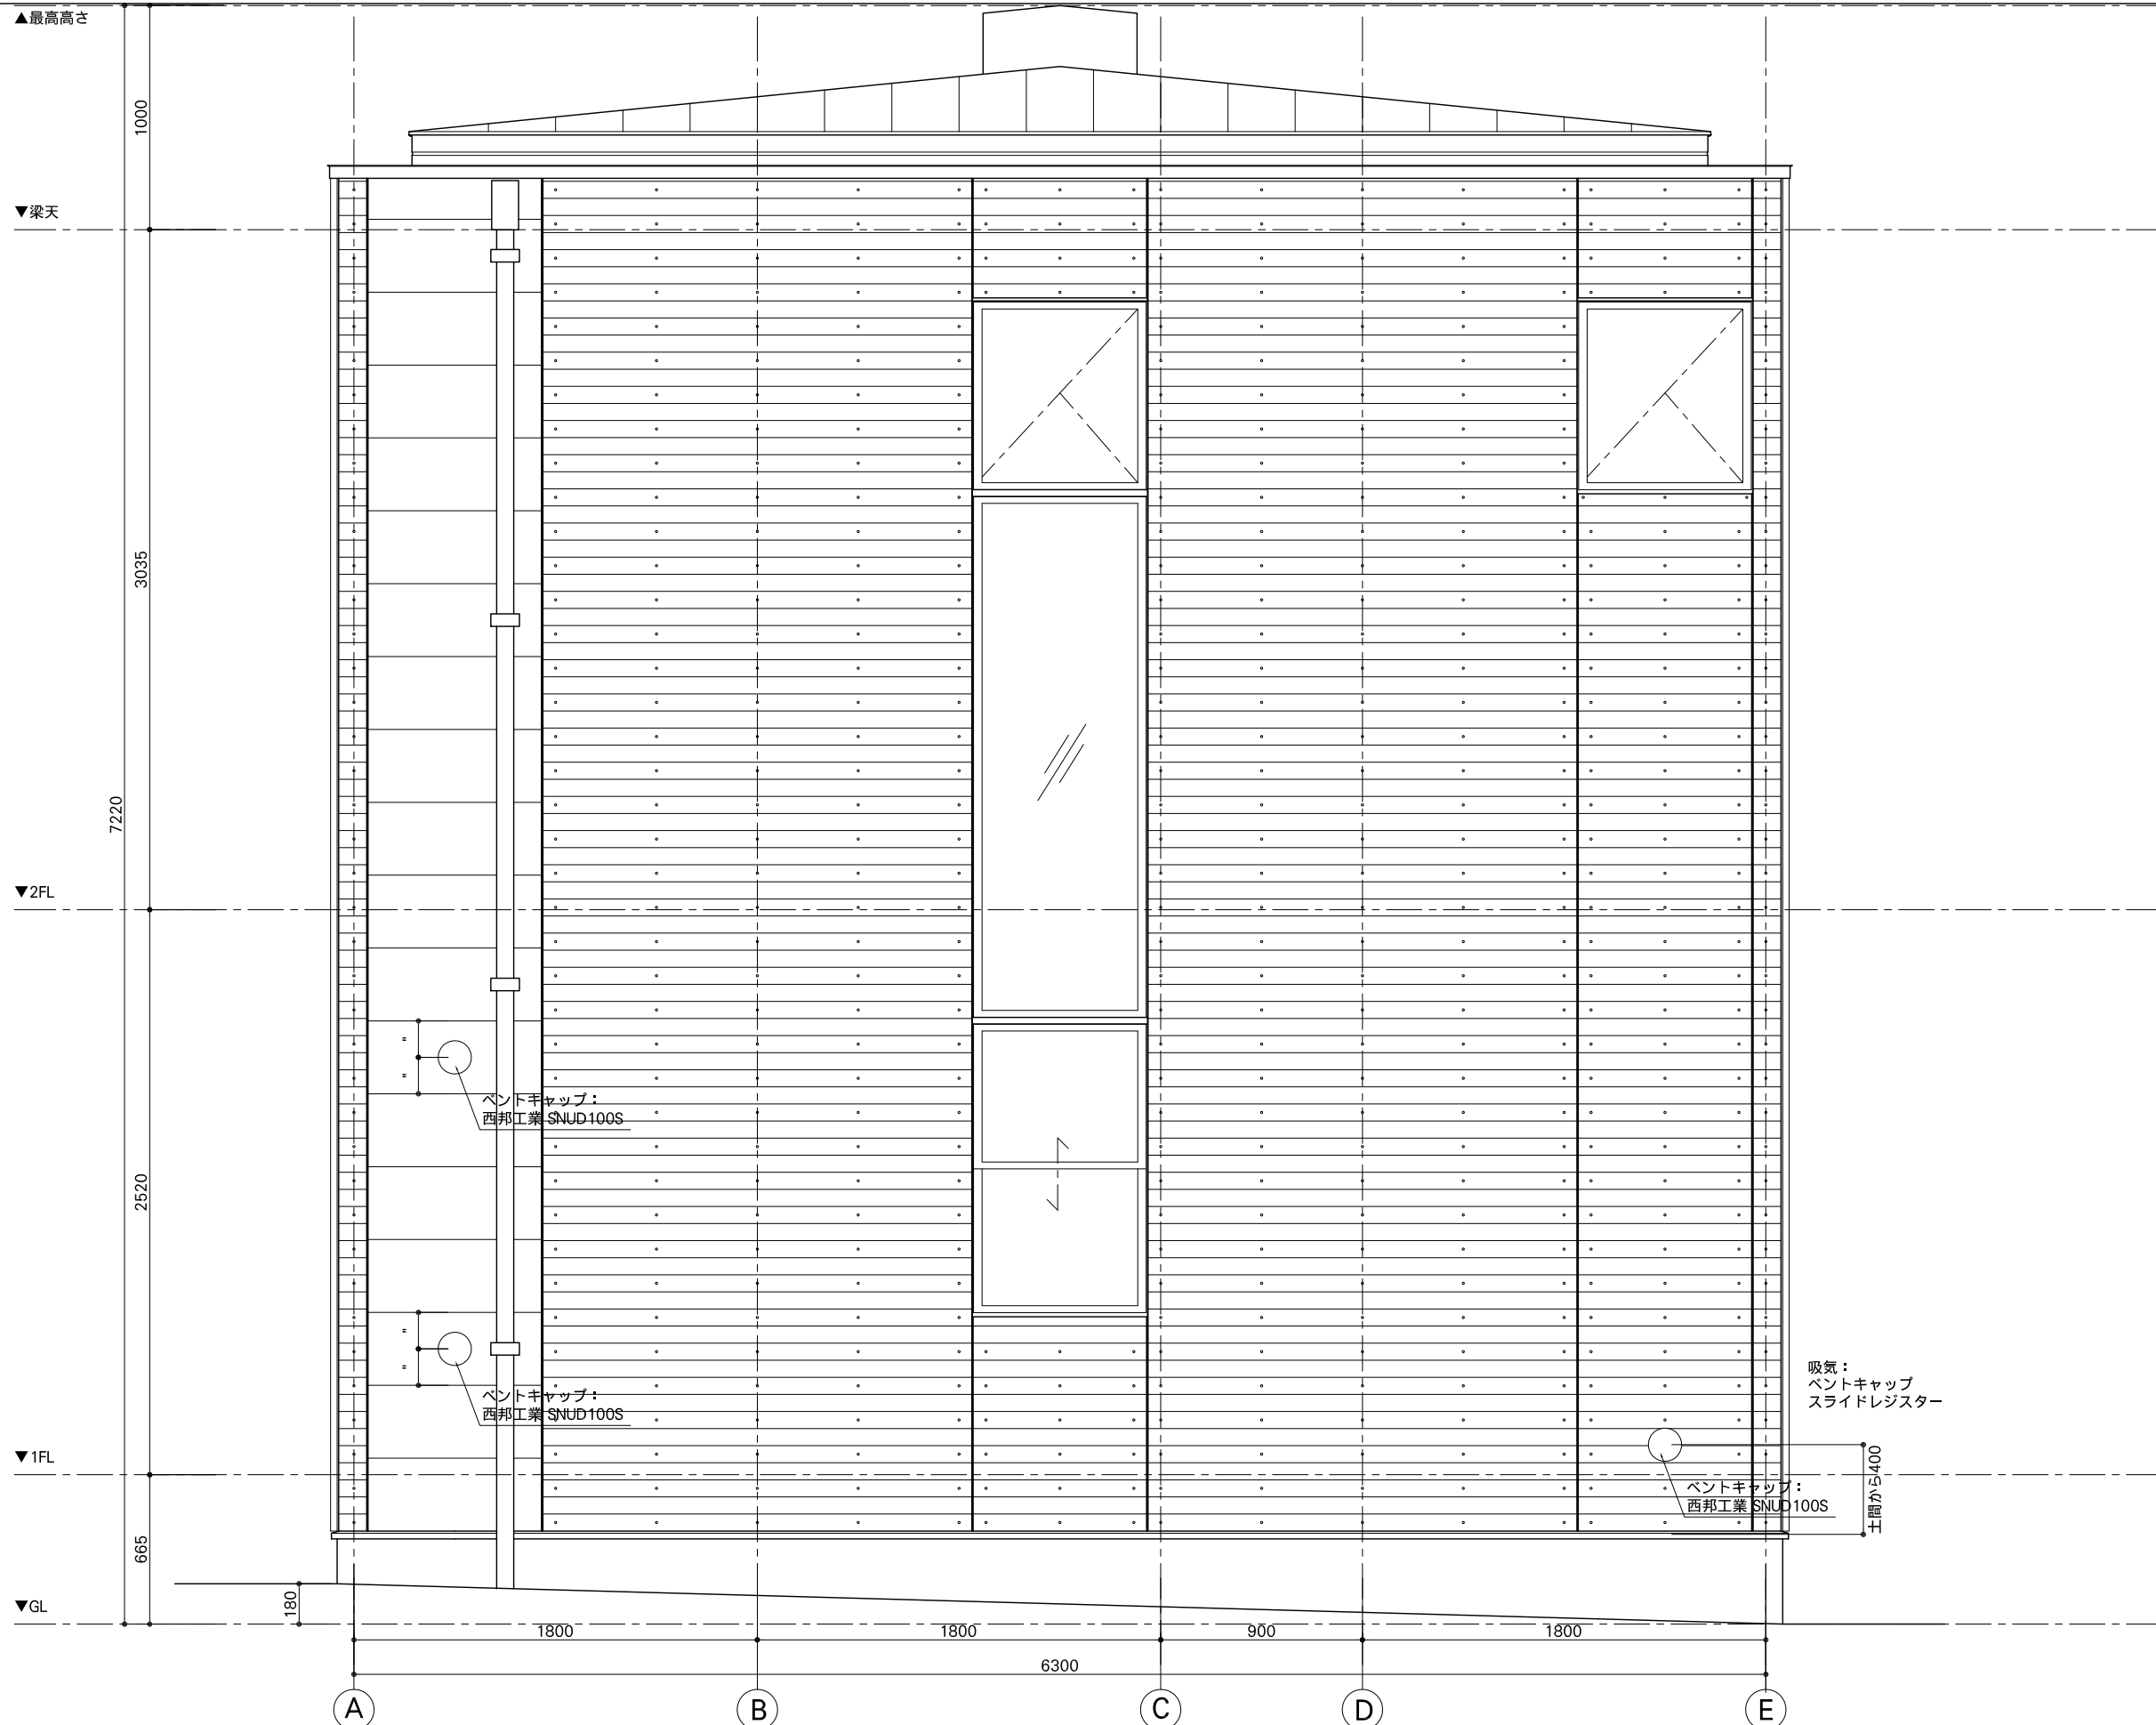 ▲最高高さ
1000
▼梁天
3035
7220
▼2FL
"
"
ベントキャップ：
西邦工業 SNUD100S
2520
"
"
ベントキャップ：
西邦工業 SNUD100S
吸気：
ベントキャップ
スライドレジスター
土間から400
ベントキャップ：
西邦工業 SNUD100S
▼1FL
665
180
▼GL
1800
1800
900
1800
6300
A
B
C
D
E